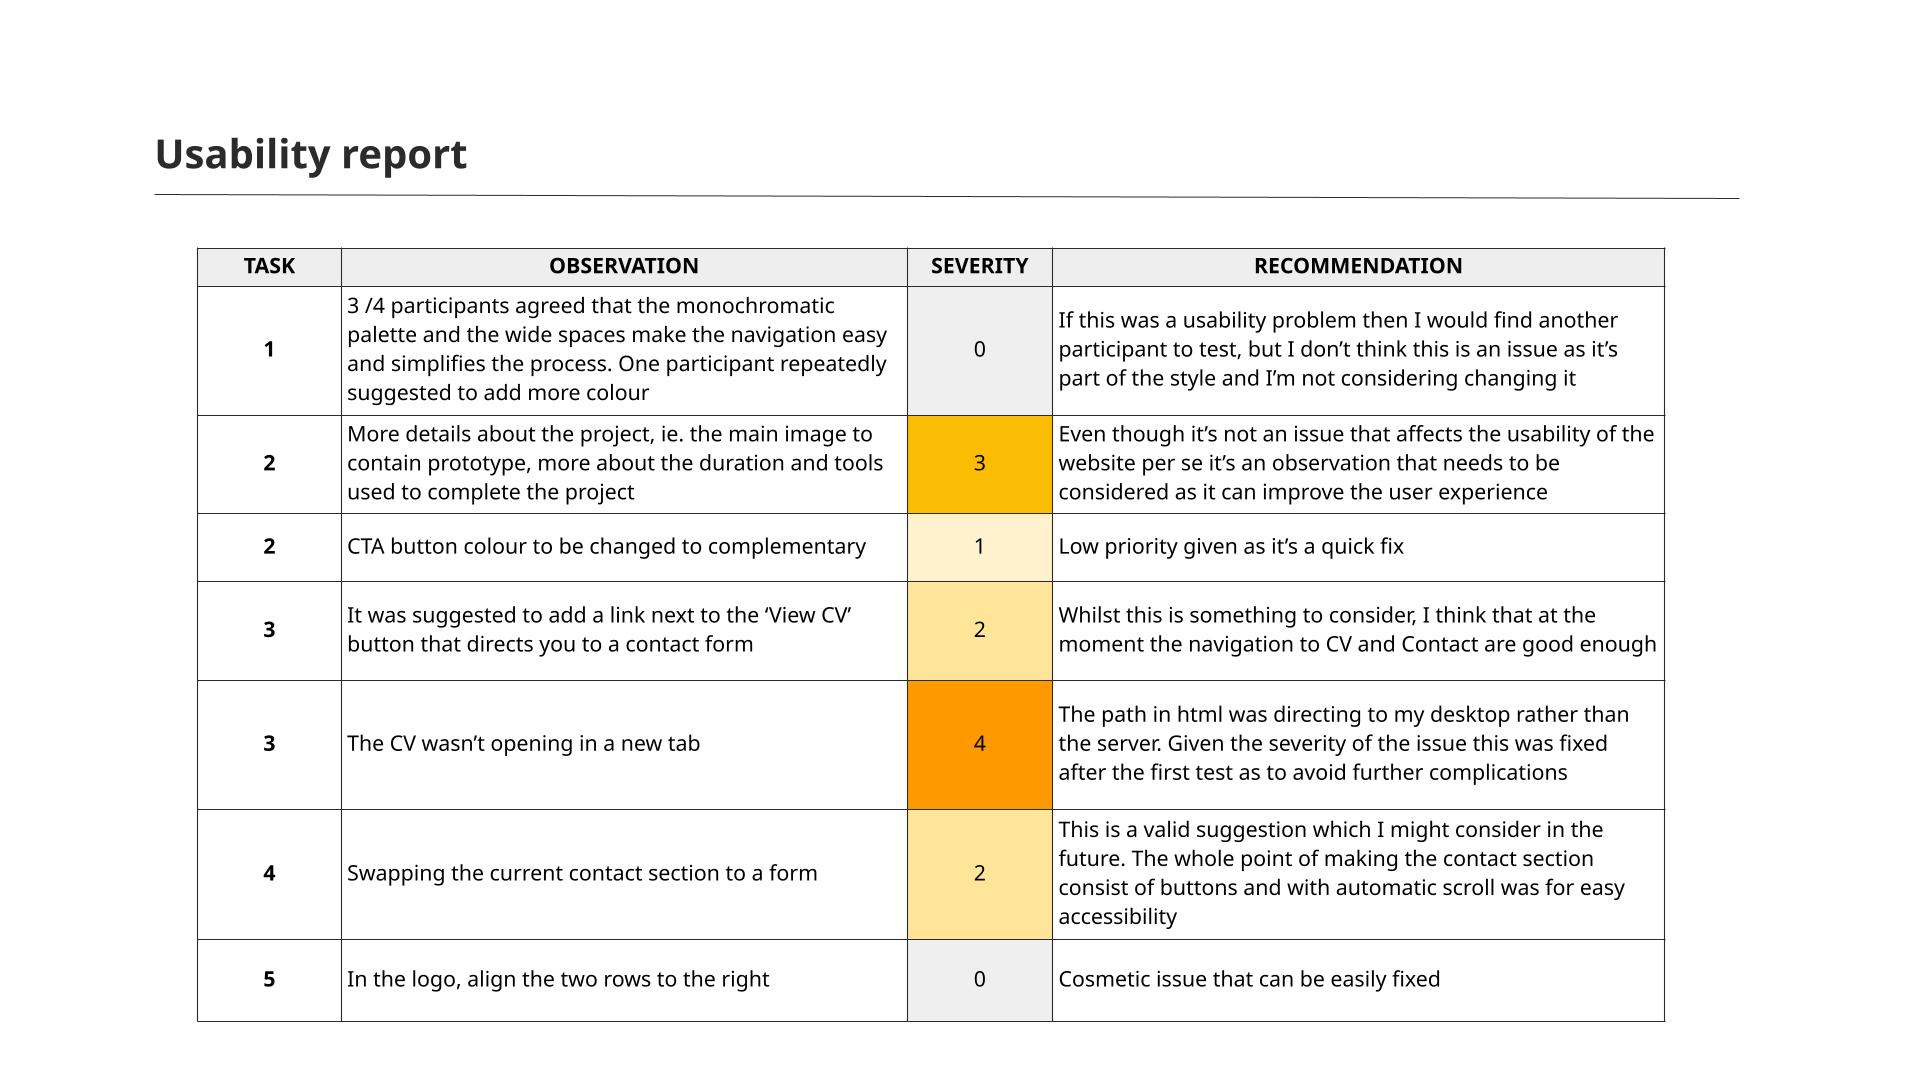 Usability report
TASK
OBSERVATION
SEVERITY
RECOMMENDATION
1
3 /4 participants agreed that the monochromatic
palette and the wide spaces make the navigation easy
and simplifies the process. One participant repeatedly
suggested to add more colour
0
If this was a usability problem then I would find another
participant to test, but I don’t think this is an issue as it’s
part of the style and I’m not considering changing it
2
More details about the project, ie. the main image to
contain prototype, more about the duration and tools
used to complete the project
3
Even though it’s not an issue that affects the usability of the
website per se it’s an observation that needs to be
considered as it can improve the user experience
2
CTA button colour to be changed to complementary
1
Low priority given as it’s a quick fix
3
It was suggested to add a link next to the ‘View CV’
button that directs you to a contact form
2
Whilst this is something to consider, I think that at the
moment the navigation to CV and Contact are good enough
3
The CV wasn’t opening in a new tab
4
The path in html was directing to my desktop rather than
the server. Given the severity of the issue this was fixed
after the first test as to avoid further complications
4
Swapping the current contact section to a form
2
This is a valid suggestion which I might consider in the
future. The whole point of making the contact section
consist of buttons and with automatic scroll was for easy
accessibility
5
In the logo, align the two rows to the right
0
Cosmetic issue that can be easily fixed